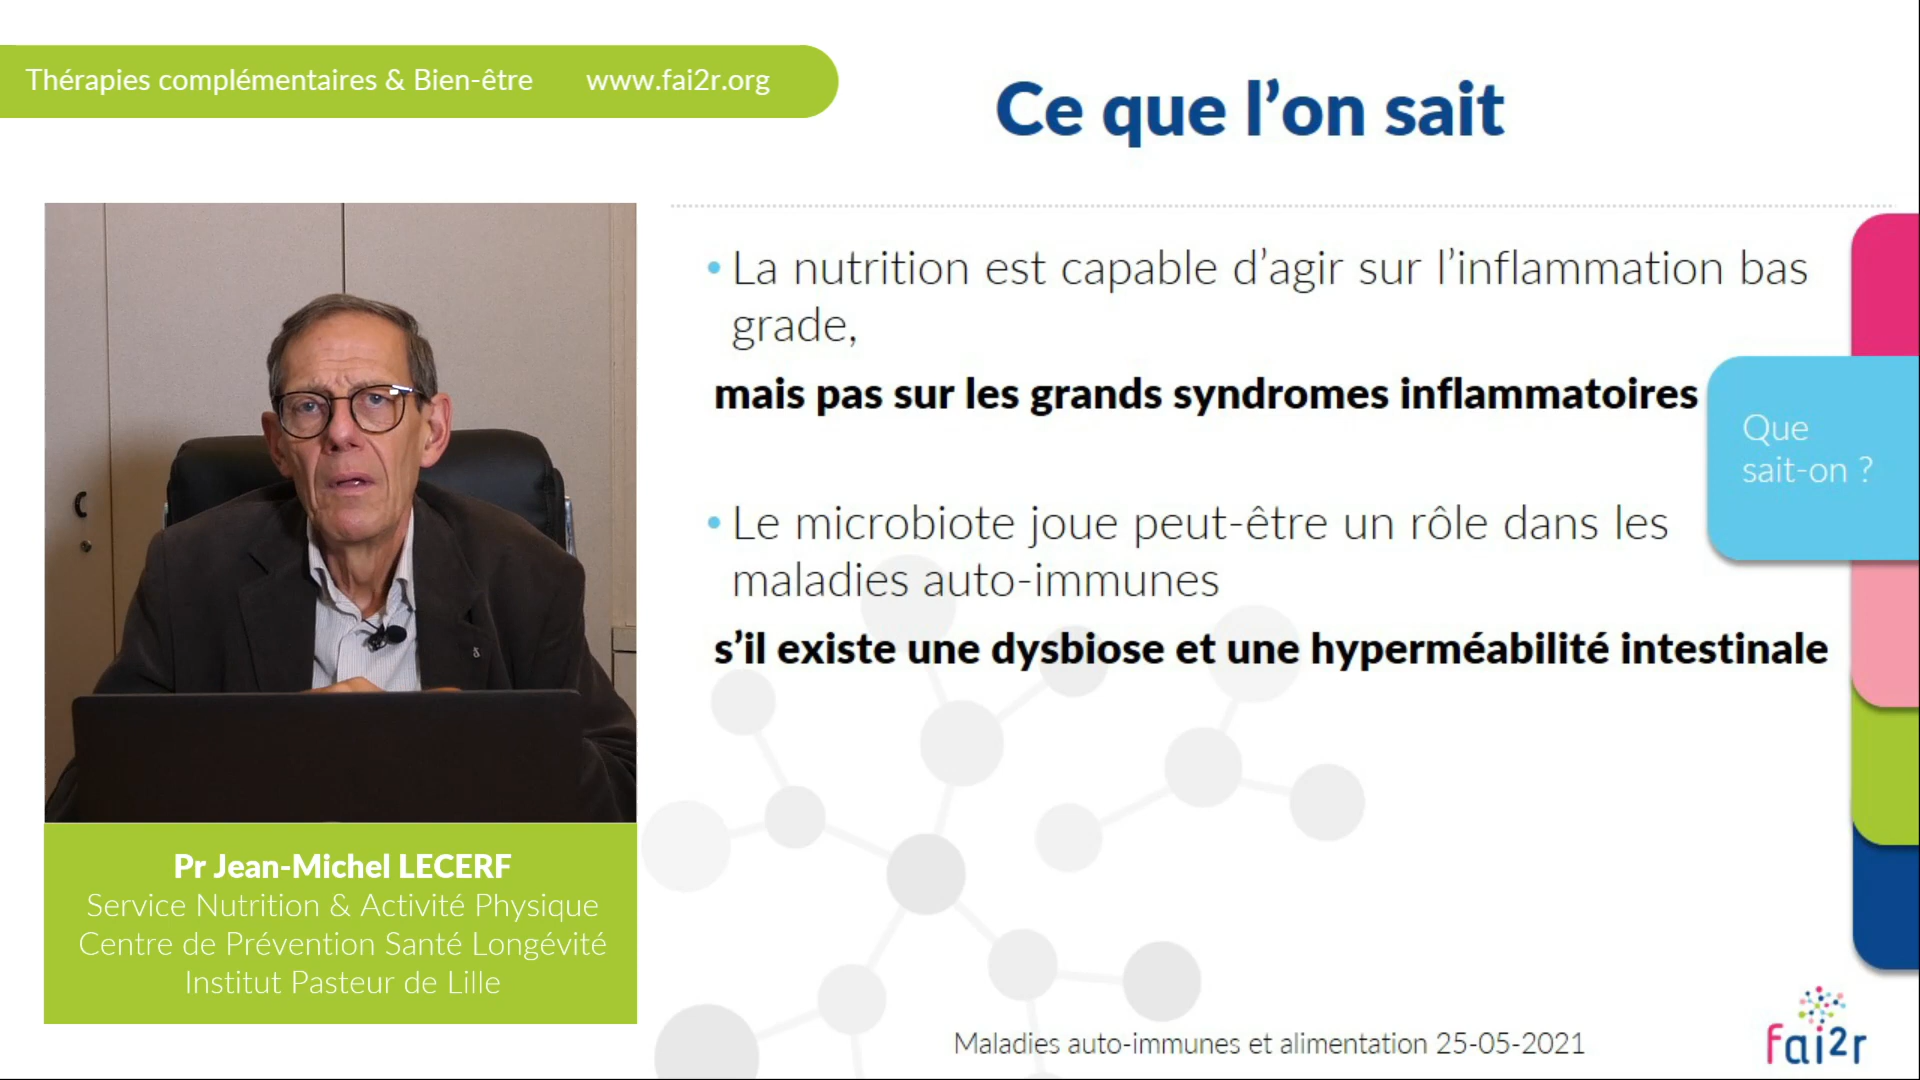 Thérapies complémentaires & Bien-être www.fai2r.org
Ce que l’on sait
• La nutrition est capable d’agir sur l’inflammation bas
grade,
mais pas sur les grands syndromes inflammatoires
Que
sait-on ?
• Le microbiote joue peut-être un rôle dans les
maladies auto-immunes
s’il existe une dysbiose et une hyperméabilité intestinale
Pr Jean-Michel LECERF
Service Nutrition & Activité Physique
Centre de Prévention Santé Longévité
Institut Pasteur de Lille
Maladies auto-immunes et alimentation 25-05-2021
fai2r